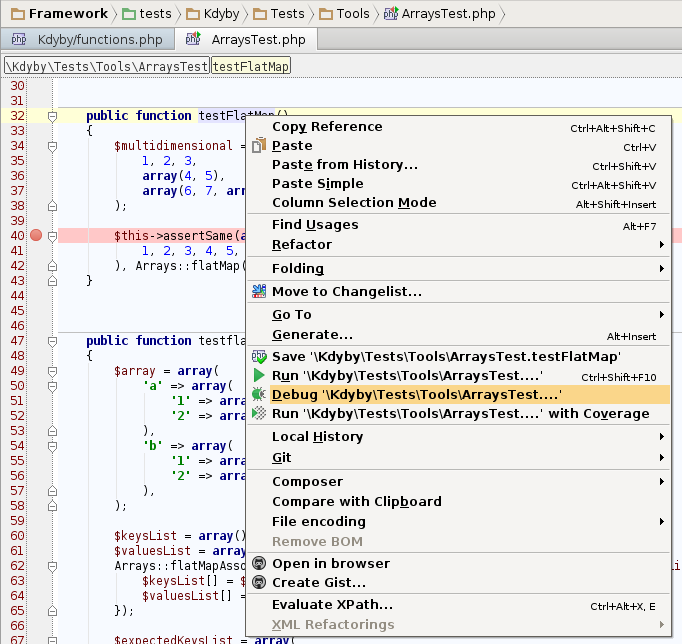 Framework tests Kdyby Tests Tools ArraysTest.php
Kdyby/functions.php ArraysTest.php
\Kdyby\Tests\Tools\ArraysTest testFlatMap
30
31
32 public function testFlatMap()
33 {
34 $multidimensional =
35 1, 2, 3,
36 array(4, 5),
37 array(6, 7, arr
38 );
39
40 $this->assertSame(a
41 1, 2, 3, 4, 5,
42 ), Arrays::flatMap(
43 }
44
45
46
47 public function testfla
48 {
49 $array = array(
50 'a' => array(
51 '1' => arra
52 '2' => arra
53 ),
54 'b' => array(
55 '1' => arra
56 '2' => arra
57 ),
58 );
59
60 $keysList = array()
61 $valuesList = array
62 Arrays::flatMapAsso
63 $keysList[] = $
64 $valuesList[] =
65 });
66
67 $expectedKeysList = array(
Copy Reference Ctrl+Alt+Shift+C
Paste Ctrl+V
Paste from History... Ctrl+Shift+V
Paste Simple Ctrl+Alt+Shift+V
Column Selection Mode Alt+Shift+Insert
Find Usages Alt+F7
Refactor
Folding
Move to Changelist...
Go To
Generate... Alt+Insert
Save '\Kdyby\Tests\Tools\ArraysTest.testFlatMap'
Run '\Kdyby\Tests\Tools\ArraysTest....' Ctrl+Shift+F10
Debug '\Kdyby\Tests\Tools\ArraysTest....'
Run '\Kdyby\Tests\Tools\ArraysTest....' with Coverage
Local History
Git
Composer
Compare with Clipboard
File encoding
Remove BOM
Open in browser
Create Gist...
Evaluate XPath... Ctrl+Alt+X, E
XML Refactorings